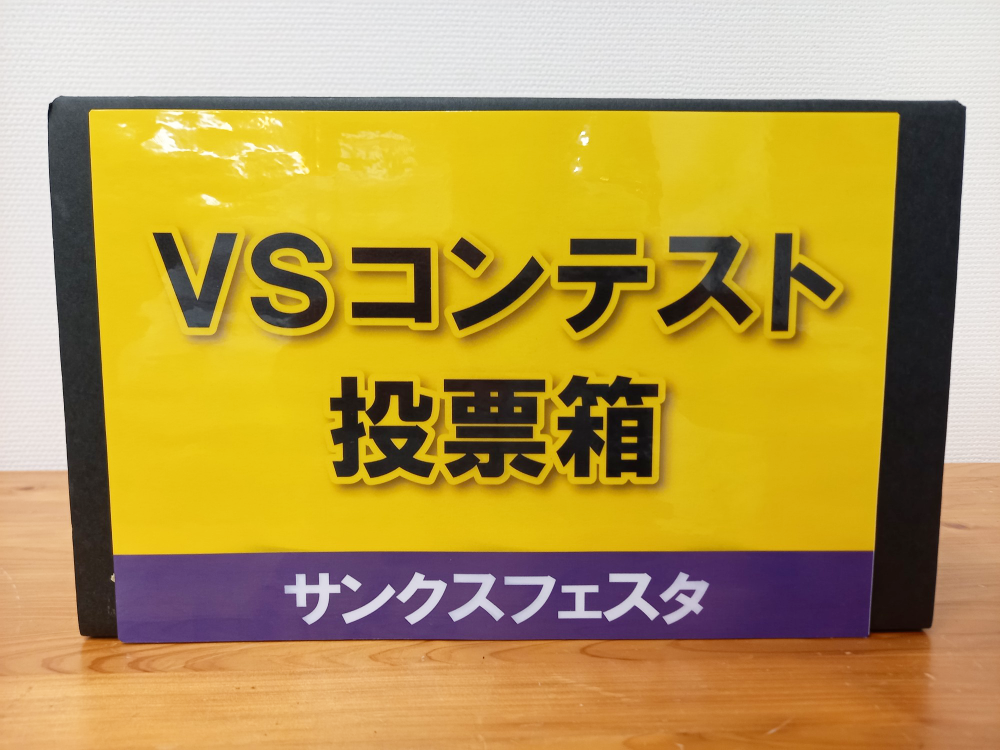 VSコンテスト
投票箱
サンクスフェスタ